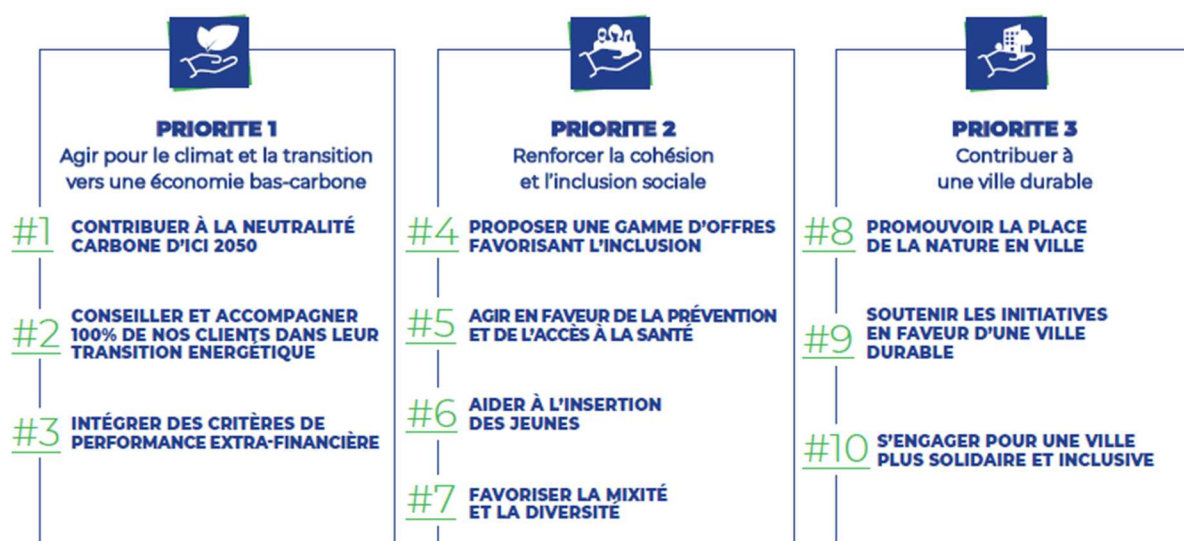 PRIORITE 1
Agir pour le climat et la transition
vers une économie bas-carbone
#1 CONTRIBUER À LA NEUTRALITÉ
CARBONE D'ICI 2050
#2 CONSEILLER ET ACCOMPAGNER
100% DE NOS CLIENTS DANS LEUR
TRANSITION ENERGÉTIQUE
#3 INTÉGRER DES CRITÈRES DE
PERFORMANCE EXTRA-FINANCIÈRE
PRIORITE 2
Renforcer la cohésion
et l'inclusion sociale
#4 PROPOSER UNE GAMME D'OFFRES
FAVORISANT L'INCLUSION
#5 AGIR EN FAVEUR DE LA PRÉVENTION
ET DE L'ACCÈS À LA SANTÉ
#6 AIDER À L'INSERTION
DES JEUNES
#7 FAVORISER LA MIXITÉ
ET LA DIVERSITÉ
PRIORITE 3
Contribuer à
une ville durable
#8 PROMOUVOIR LA PLACE
DE LA NATURE EN VILLE
#9 SOUTENIR LES INITIATIVES
EN FAVEUR D'UNE VILLE
DURABLE
#10 S'ENGAGER POUR UNE VILLE
PLUS SOLIDAIRE ET INCLUSIVE